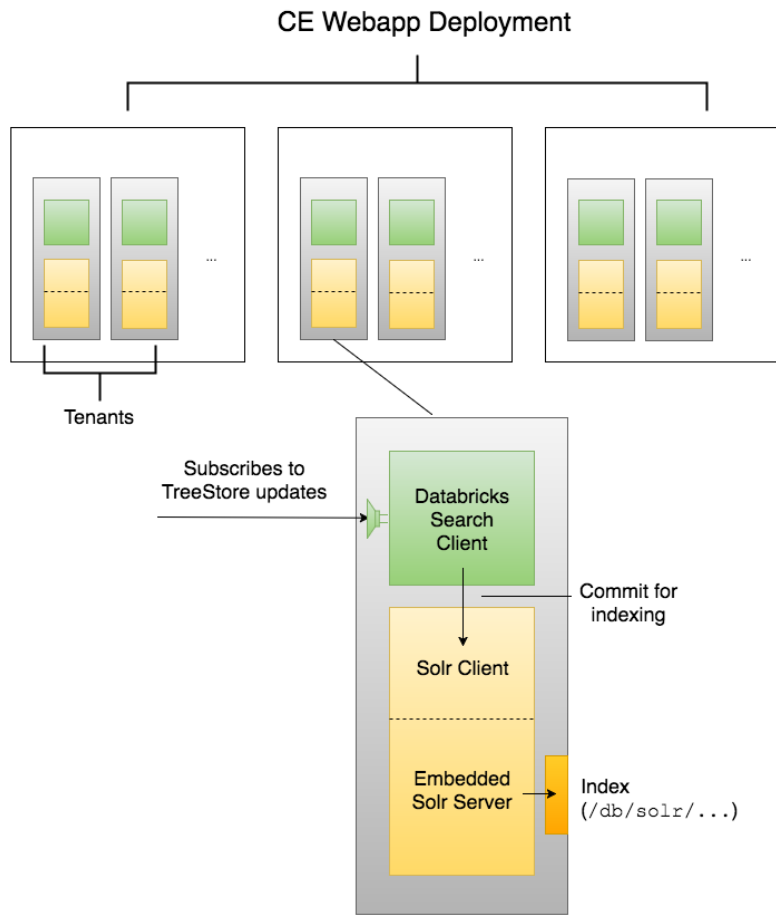 CE Webapp Deployment
...
...
...
Tenants
Subscribes to
TreeStore updates
Databricks
Search
Client
Commit for
indexing
Solr Client
Embedded
Solr Server
Index
(/db/solr/...)